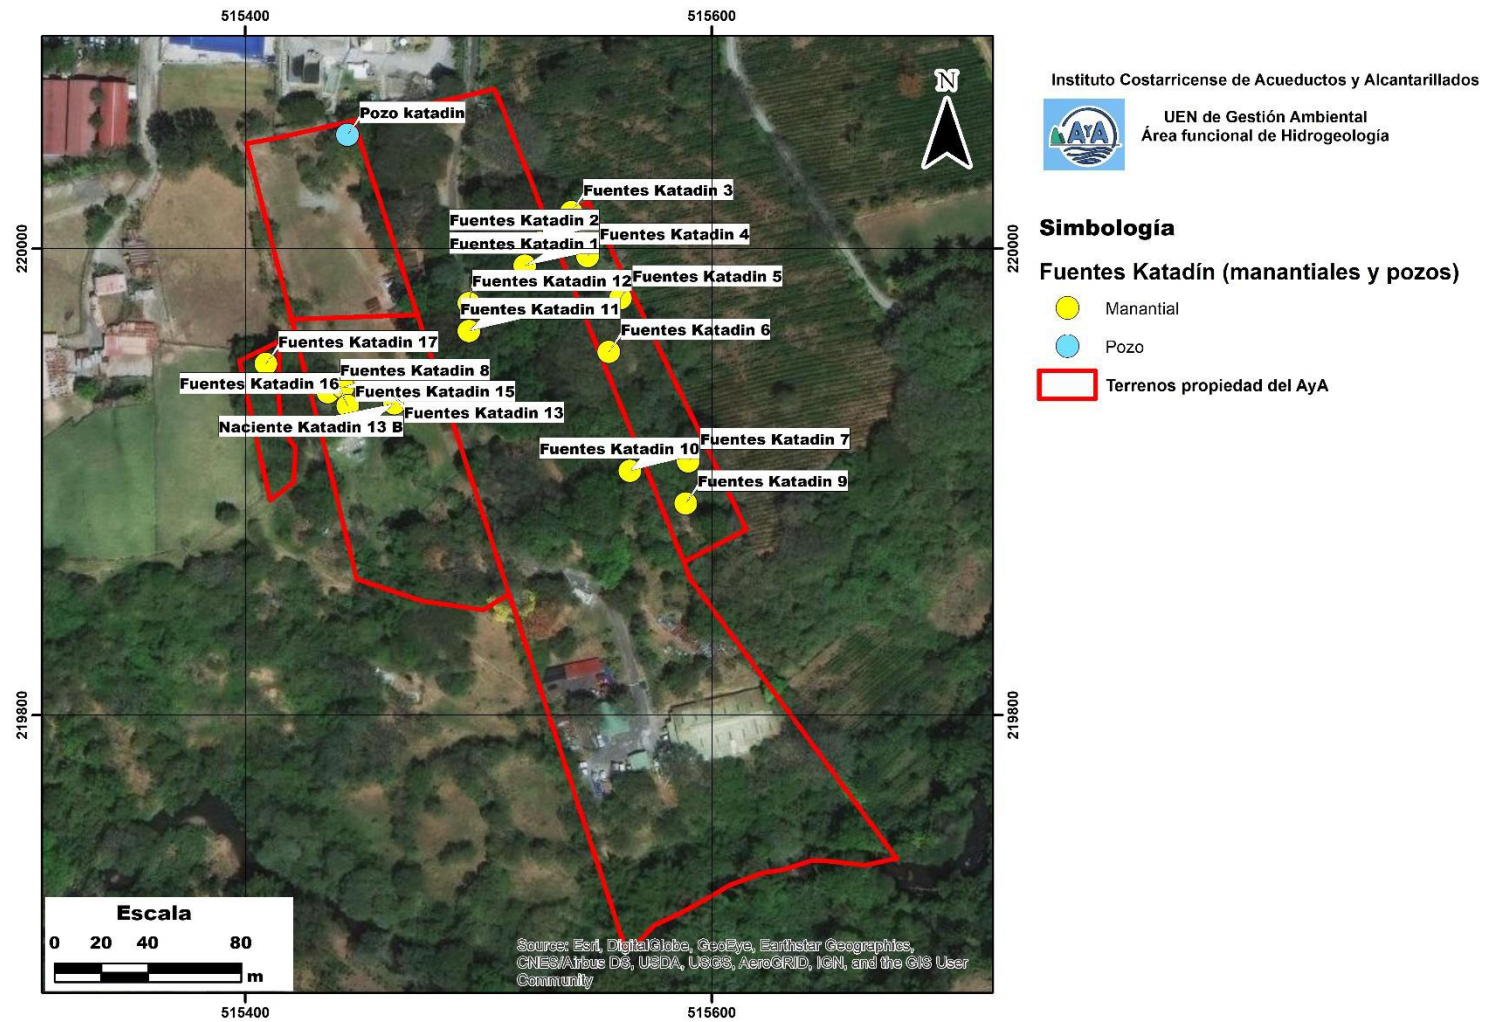 515400
515600
Instituto Costarricense de Acueductos y Alcantarillados
UEN de Gestión Ambiental
Área funcional de Hidrogeología
AyA
N
Pozo katadin
Fuentes Katadin 3
Fuentes Katadin 2
Fuentes Katadin 4
Fuentes Katadin 1
Fuentes Katadin 5
Fuentes Katadin 12
Fuentes Katadin 11
Fuentes Katadin 6
Fuentes Katadin 17
Fuentes Katadin 8
Fuentes Katadin 16
Fuentes Katadin 15
Fuentes Katadin 13
Naciente Katadin 13 B
Fuentes Katadin 7
Fuentes Katadin 10
Fuentes Katadin 9
220000
220000
219800
219800
Simbología
Fuentes Katadín (manantiales y pozos)
Manantial
Pozo
Terrenos propiedad del AyA
Escala
0 20 40 80
m
Source: Esri, DigitalGlobe, GeoEye, Earthstar Geographics,
CNES/Airbus DS, USDA, USGS, AeroGRID, IGN, and the GIS User
Community
515400
515600